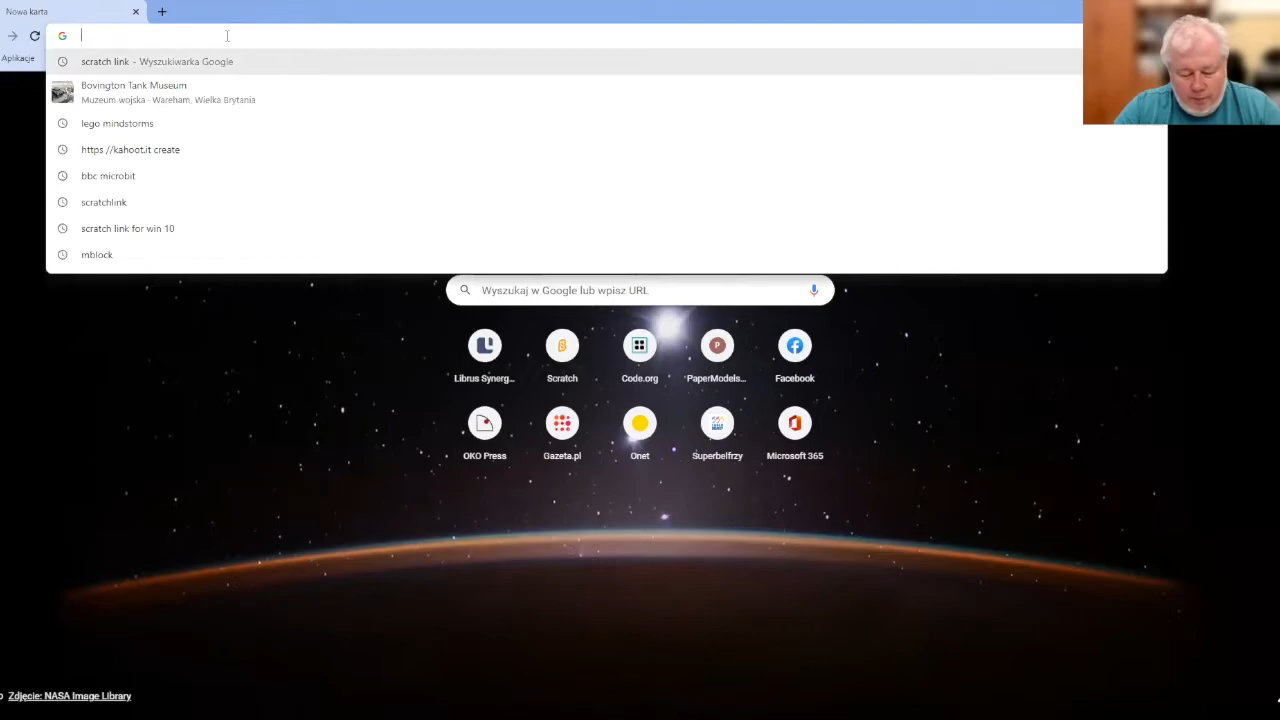 Nowa karta
Aplikacje
scratch link - Wyszukiwarka Google
Bovington Tank Museum
Muzeum wojska · Wareham, Wielka Brytania
lego mindstorms
https //kahoot.it create
bbc microbit
scratchlink
scratch link for win 10
mblock
Wyszukaj w Google lub wpisz URL
Librus Synerg...
Scratch
Code.org
PaperModels...
Facebook
OKO Press
Gazeta.pl
Onet
Superbelfrzy
Microsoft 365
Zdjęcie: NASA Image Library